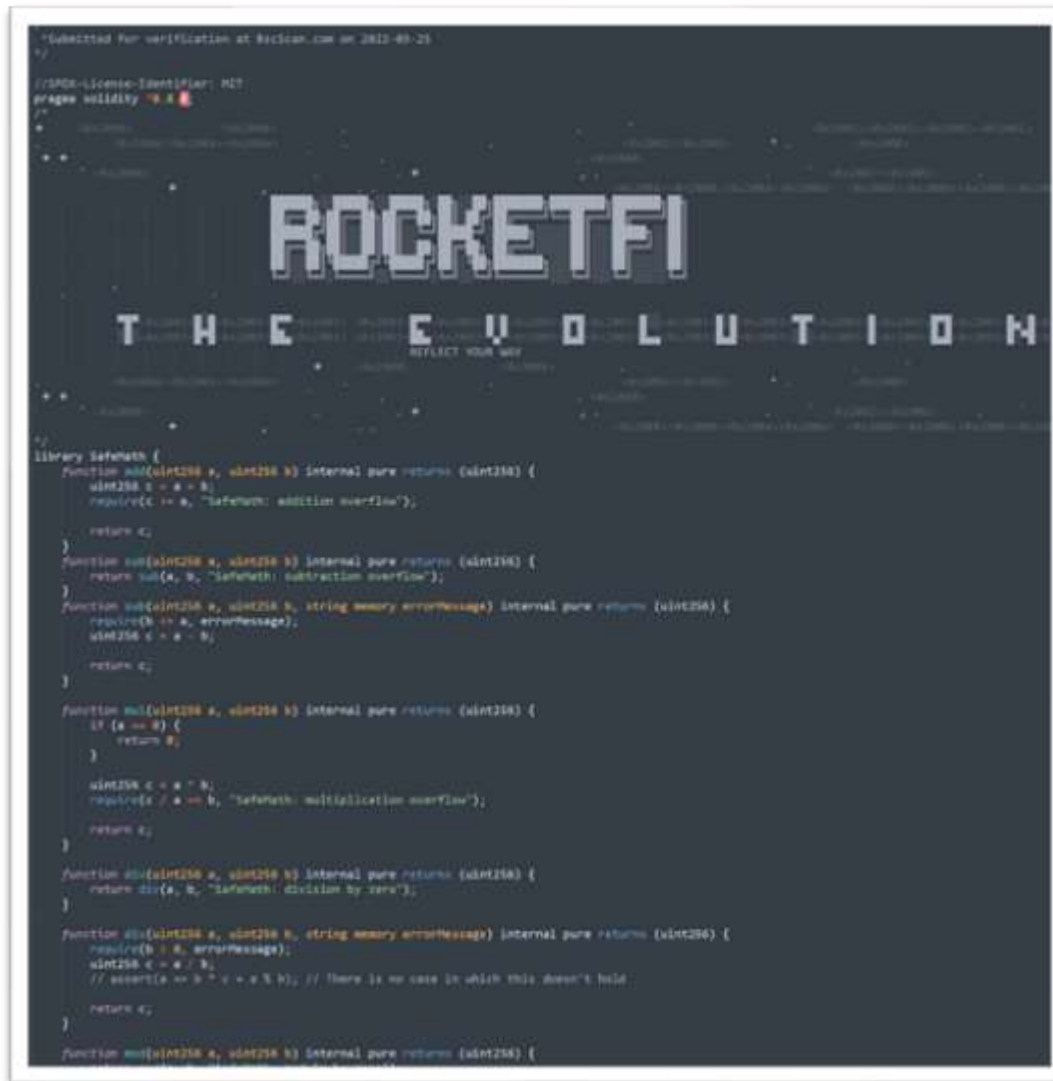 *Submitted for verification at BscScan.com on 2022-03-25
*/
//SPDX-License-Identifier: MIT
pragma solidity ^0.8.
/*
ROCKETFI
THE EVOLUTION
REFLECT YOUR WAY
*/
library SafeMath {
function add(uint256 a, uint256 b) internal pure returns (uint256) {
uint256 c = a + b;
require(c >= a, "SafeMath: addition overflow");
return c;
}
function sub(uint256 a, uint256 b) internal pure returns (uint256) {
return sub(a, b, "SafeMath: subtraction overflow");
}
function sub(uint256 a, uint256 b, string memory errorMessage) internal pure returns (uint256) {
require(b <= a, errorMessage);
uint256 c = a - b;
return c;
}
function mul(uint256 a, uint256 b) internal pure returns (uint256) {
if (a == 0) {
return 0;
}
uint256 c = a * b;
require(c / a == b, "SafeMath: multiplication overflow");
return c;
}
function div(uint256 a, uint256 b) internal pure returns (uint256) {
return div(a, b, "SafeMath: division by zero");
}
function div(uint256 a, uint256 b, string memory errorMessage) internal pure returns (uint256) {
require(b > 0, errorMessage);
uint256 c = a / b;
// assert(a == b * c + a % b); // There is no case in which this doesn't hold
return c;
}
function mod(uint256 a, uint256 b) internal pure returns (uint256) {